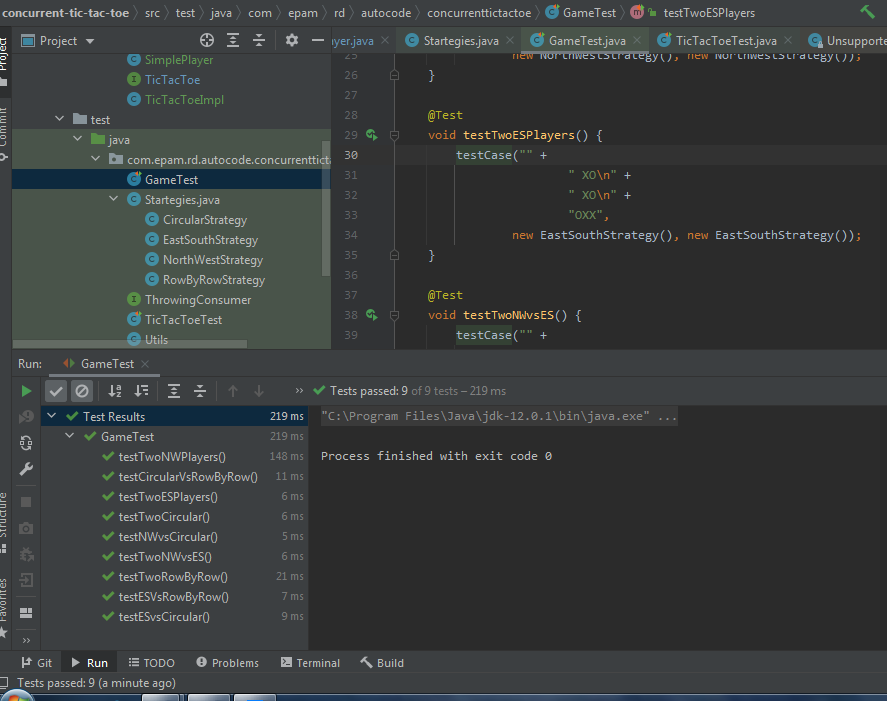 concurrent-tic-tac-toe src test java com epam rd autocode concurrenttictactoe GameTest testTwoESPlayers
Project
yer.java Startegies.java GameTest.java TicTacToeTest.java Unsupporte
Project
Commit
SimplePlayer
TicTacToe
TicTacToeImpl
test
java
com.epam.rd.autocode.concurrenttict
GameTest
Startegies.java
CircularStrategy
EastSouthStrategy
NorthWestStrategy
RowByRowStrategy
ThrowingConsumer
TicTacToeTest
Utils
25 new NorthWestStrategy(), new NorthWestStrategy());
26 }
27
28 @Test
29 void testTwoESPlayers() {
30 testCase("" +
31 " XO\n" +
32 " XO\n" +
33 "OXX",
34 new EastSouthStrategy(), new EastSouthStrategy());
35 }
36
37 @Test
38 void testTwoNWvsES() {
39 testCase("" +
Run: GameTest
Tests passed: 9 of 9 tests – 219 ms
Test Results 219 ms
GameTest 219 ms
testTwoNWPlayers() 148 ms
testCircularVsRowByRow() 11 ms
testTwoESPlayers() 6 ms
testTwoCircular() 6 ms
testNWvsCircular() 5 ms
testTwoNWvsES() 6 ms
testTwoRowByRow() 21 ms
testESVsRowByRow() 7 ms
testESvsCircular() 9 ms
"C:\Program Files\Java\jdk-12.0.1\bin\java.exe" ...
Process finished with exit code 0
Structure
Favorites
Git Run TODO Problems Terminal Build
Tests passed: 9 (a minute ago)